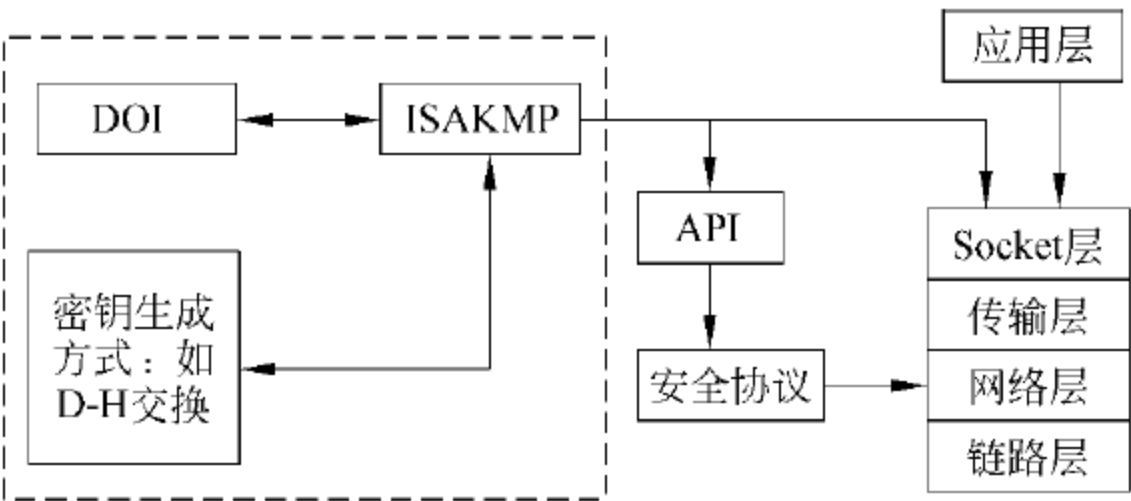 应用层
DOI
ISAKMP
API
Socket层
密钥生成
方式：如
D-H交换
传输层
安全协议
网络层
链路层